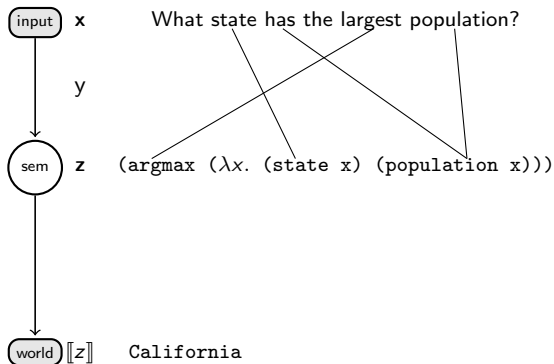 input x What state has the largest population?
y
sem z (argmax (λx. (state x) (population x)))
world ⟦z⟧ California